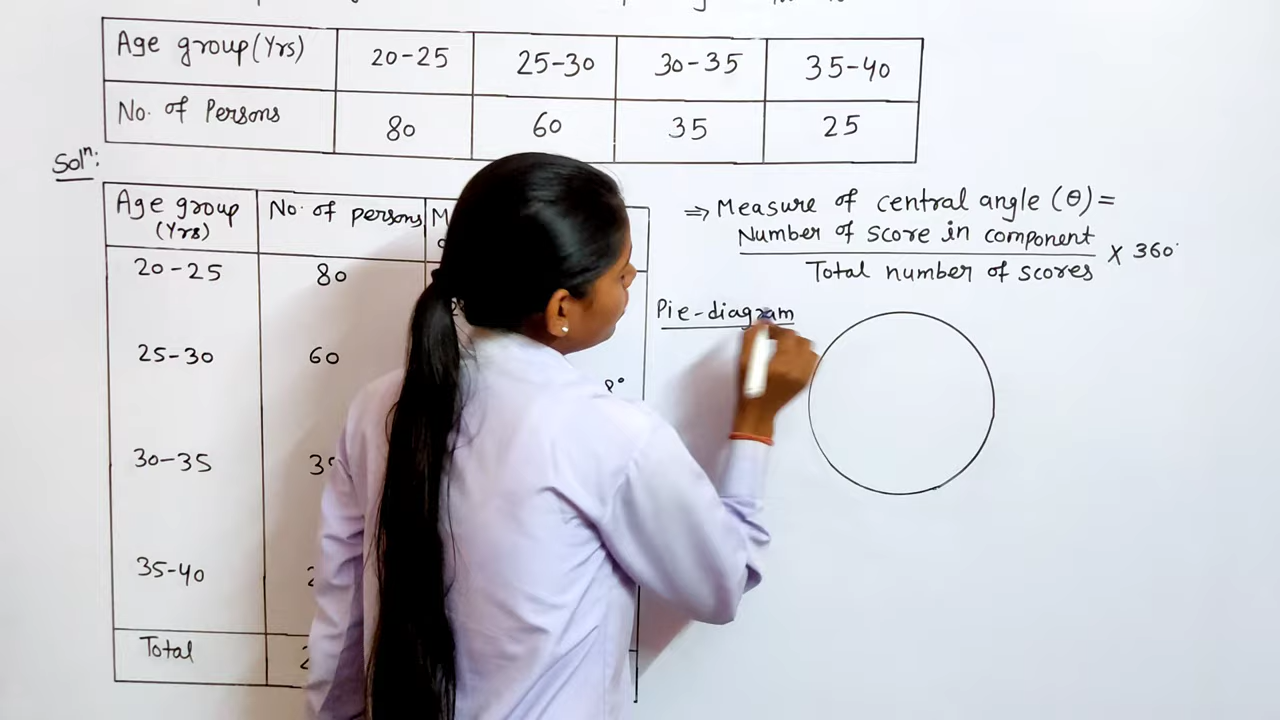 Age group (Yrs) 20-25 25-30 30-35 35-40
No. of Persons 80 60 35 25
Solⁿ:
Age group (Yrs) No. of persons
20-25 80
25-30 60
30-35
35-40
Total
⇒ Measure of central angle (θ) =
Number of score in component
Total number of scores
× 360°
Pie-diagram